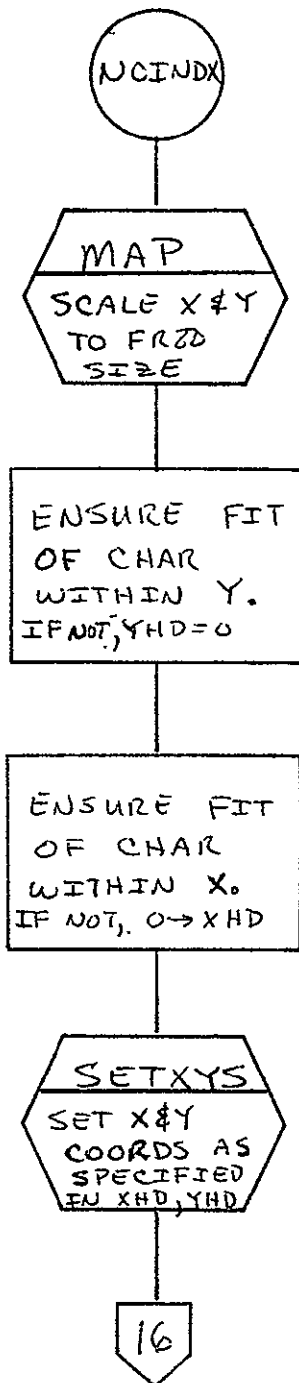 NCINDX
MAP
SCALE X & Y
TO FR80
SIZE
ENSURE FIT
OF CHAR
WITHIN Y.
IF NOT, YHD=0
ENSURE FIT
OF CHAR
WITHIN X.
IF NOT, 0→XHD
SETXYS
SET X&Y
COORDS AS
SPECIFIED
IN XHD, YHD
16